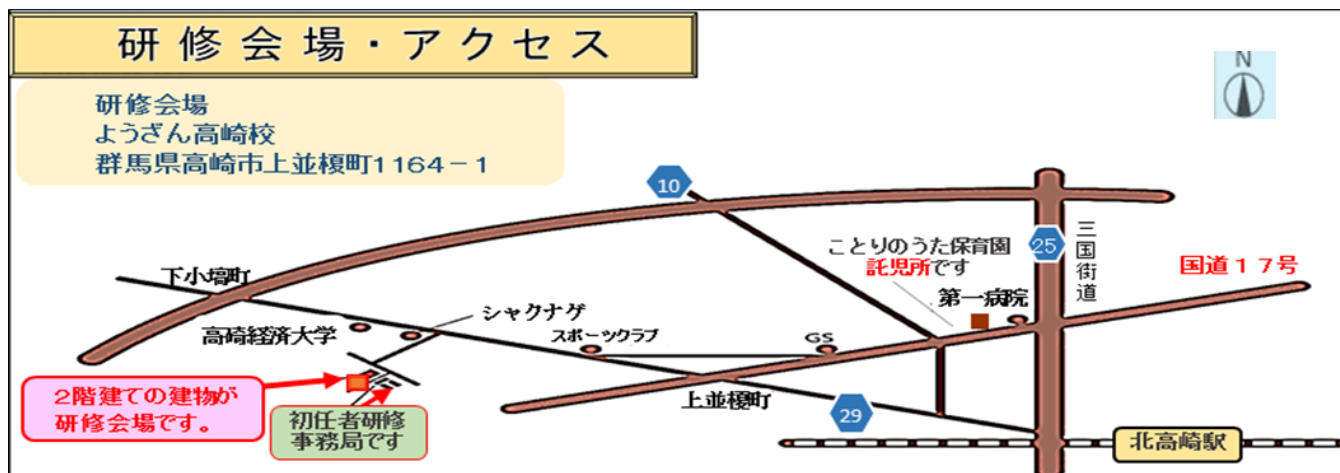 研修会場・アクセス
N
研修会場
ようざん高崎校
群馬県高崎市上並榎町1164-1
10
ことりのうた保育園
託児所です
25
三国街道
国道17号
下小塙町
第一病院
シャクナゲ
高崎経済大学
スポーツクラブ
GS
2階建ての建物が
研修会場です。
上並榎町
初任者研修
事務局です
29
北高崎駅